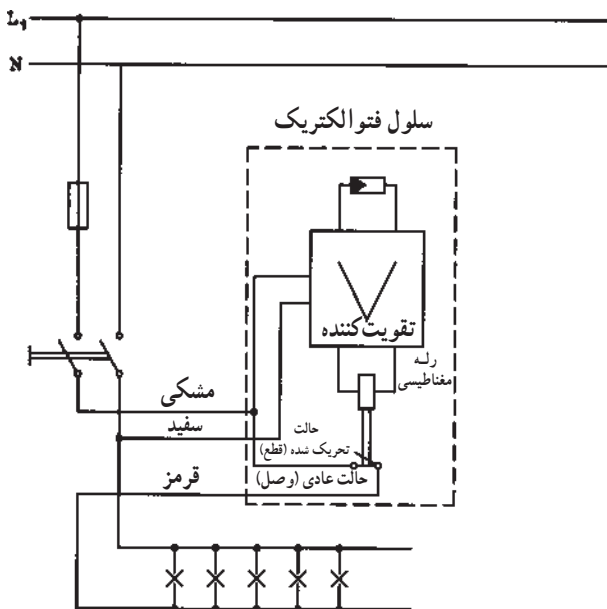 L₁
N
سلول فتوالکتریک
تقویت‌کننده
رله
مغناطیسی
مشکی
سفید
حالت
تحریک شده (قطع)
حالت عادی (وصل)
قرمز